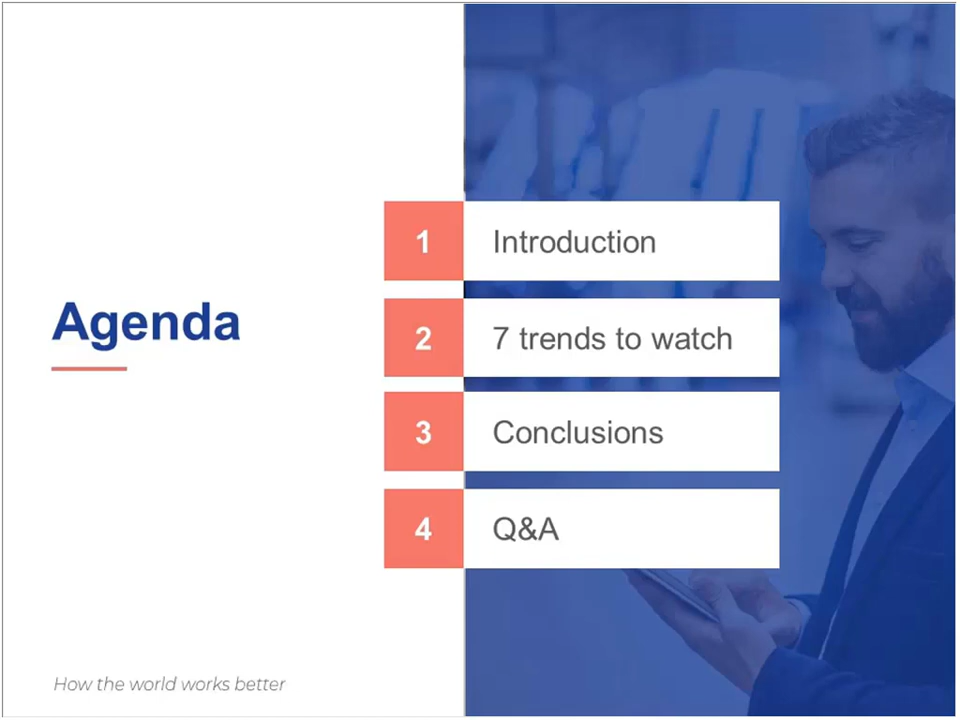 Agenda
1 Introduction
2 7 trends to watch
3 Conclusions
4 Q&A
How the world works better